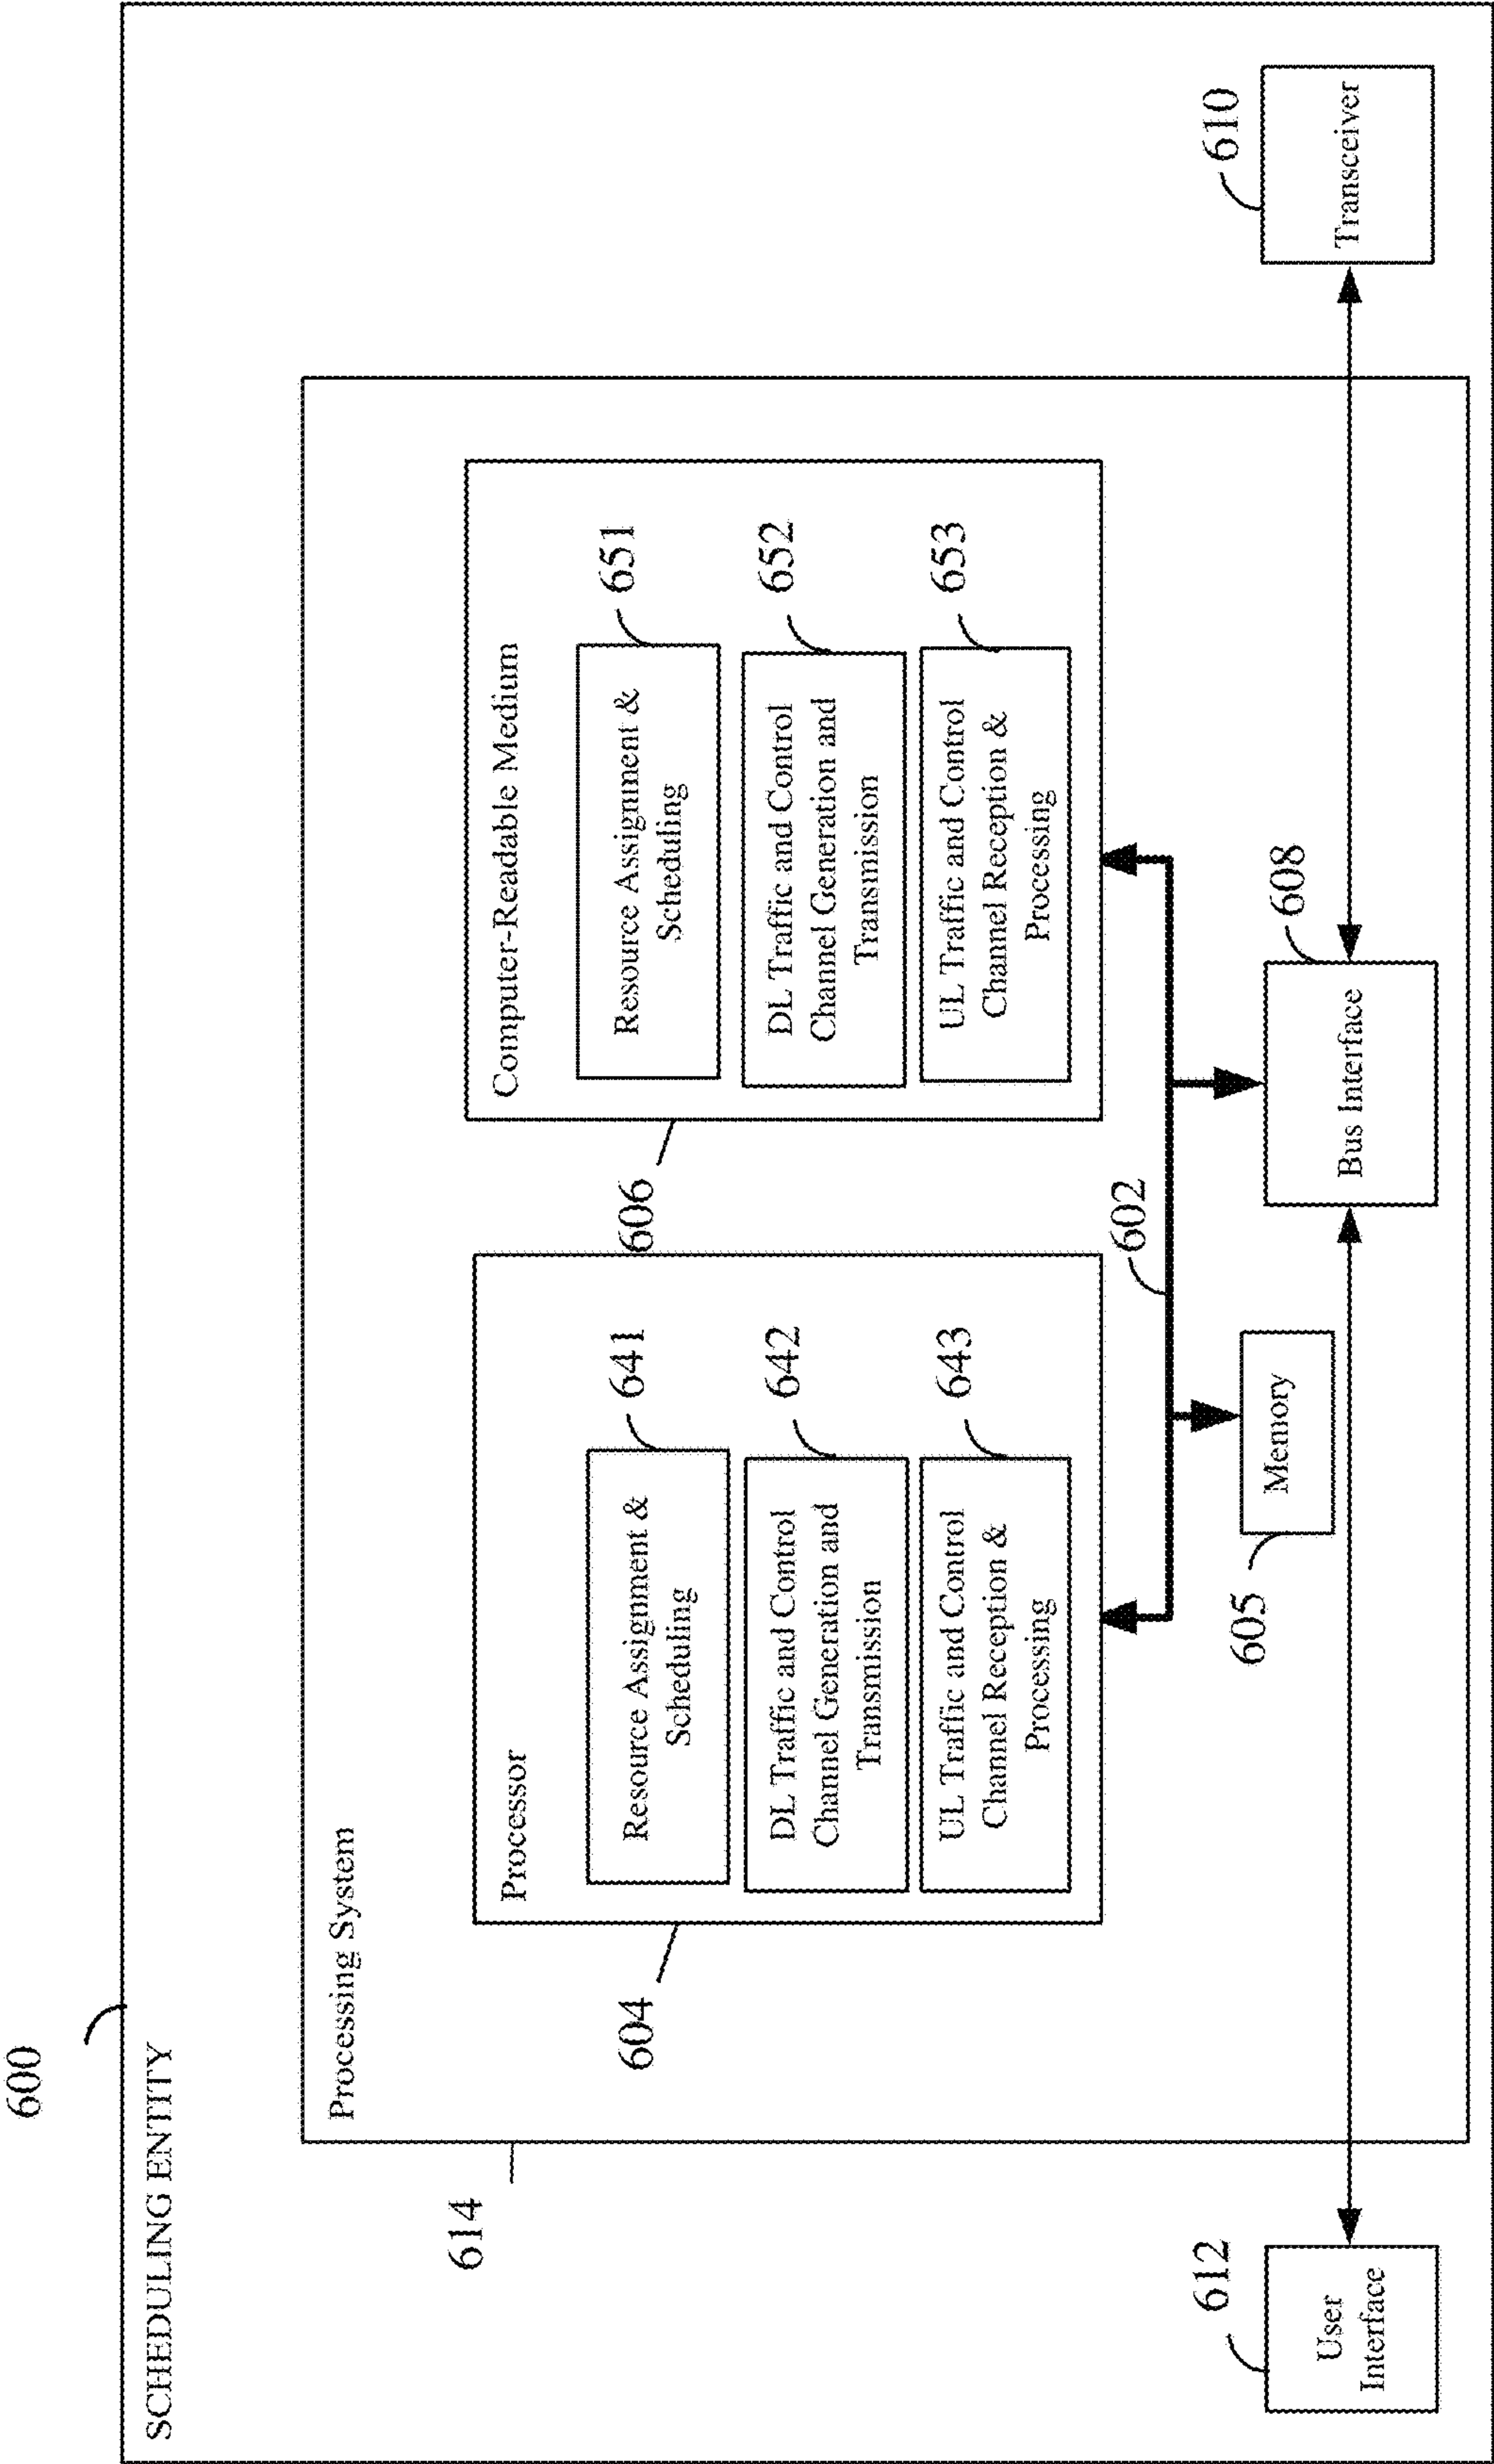 600
SCHEDULING ENTITY
614
Processing System
604
Processor
Resource Assignment &
Scheduling
641
DL Traffic and Control
Channel Generation and
Transmission
642
UL Traffic and Control
Channel Reception &
Processing
643
606
Computer-Readable Medium
Resource Assignment &
Scheduling
651
DL Traffic and Control
Channel Generation and
Transmission
652
UL Traffic and Control
Channel Reception &
Processing
653
602
605
Memory
608
Bus Interface
612
User
Interface
610
Transceiver